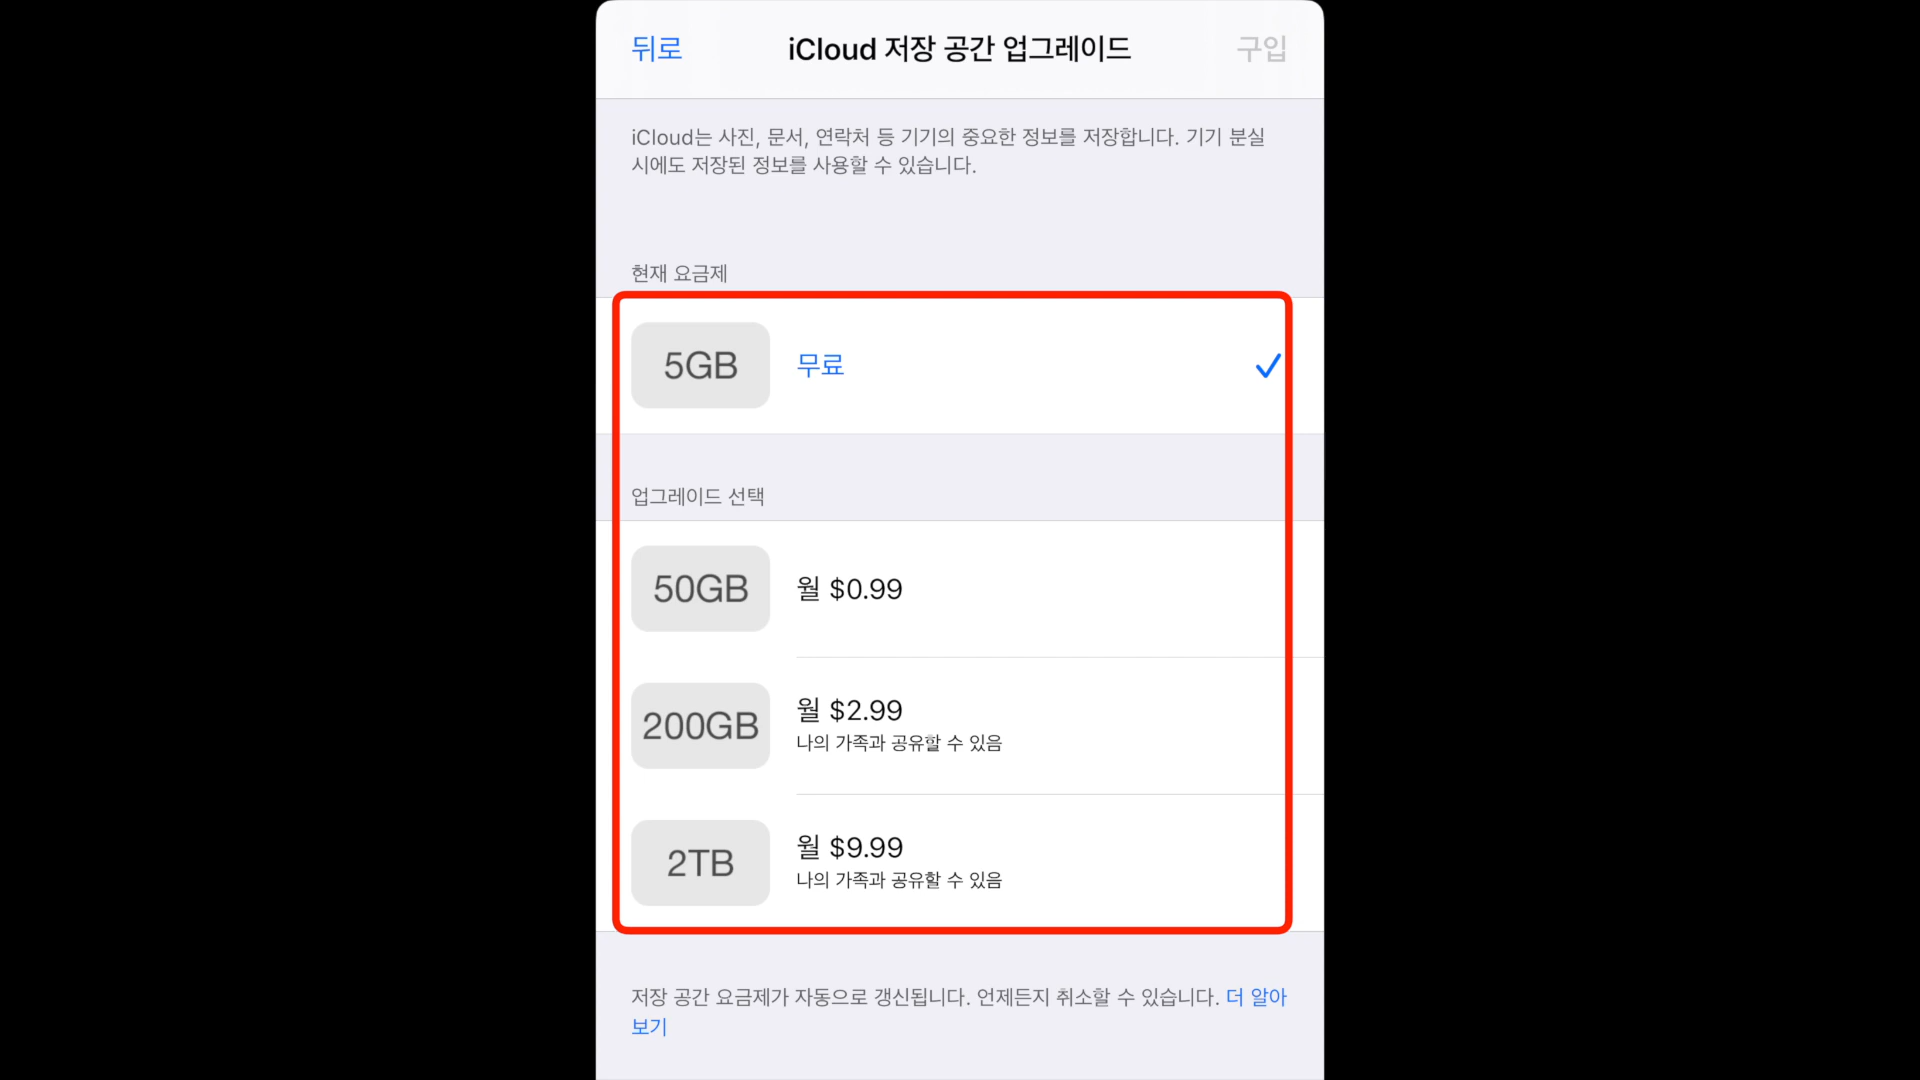 뒤로
iCloud 저장 공간 업그레이드
구입
iCloud는 사진, 문서, 연락처 등 기기의 중요한 정보를 저장합니다. 기기 분실
시에도 저장된 정보를 사용할 수 있습니다.
현재 요금제
5GB
무료
업그레이드 선택
50GB
월 $0.99
200GB
월 $2.99
나의 가족과 공유할 수 있음
2TB
월 $9.99
나의 가족과 공유할 수 있음
저장 공간 요금제가 자동으로 갱신됩니다. 언제든지 취소할 수 있습니다. 더 알아
보기